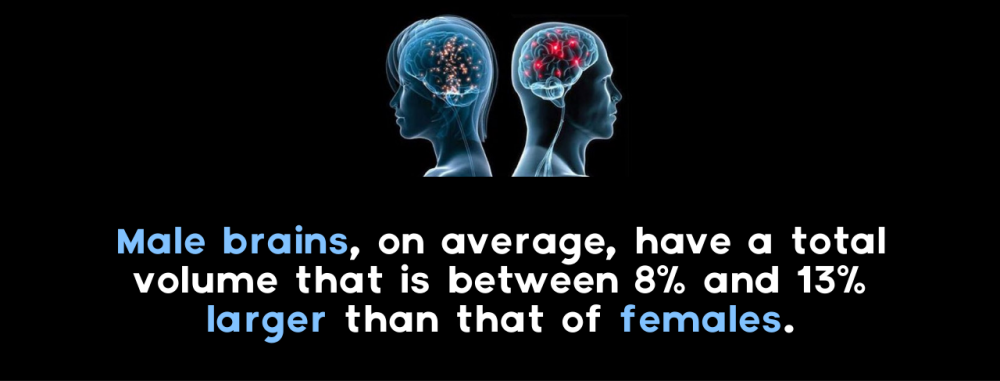 Male brains, on average, have a total
volume that is between 8% and 13%
larger than that of females.